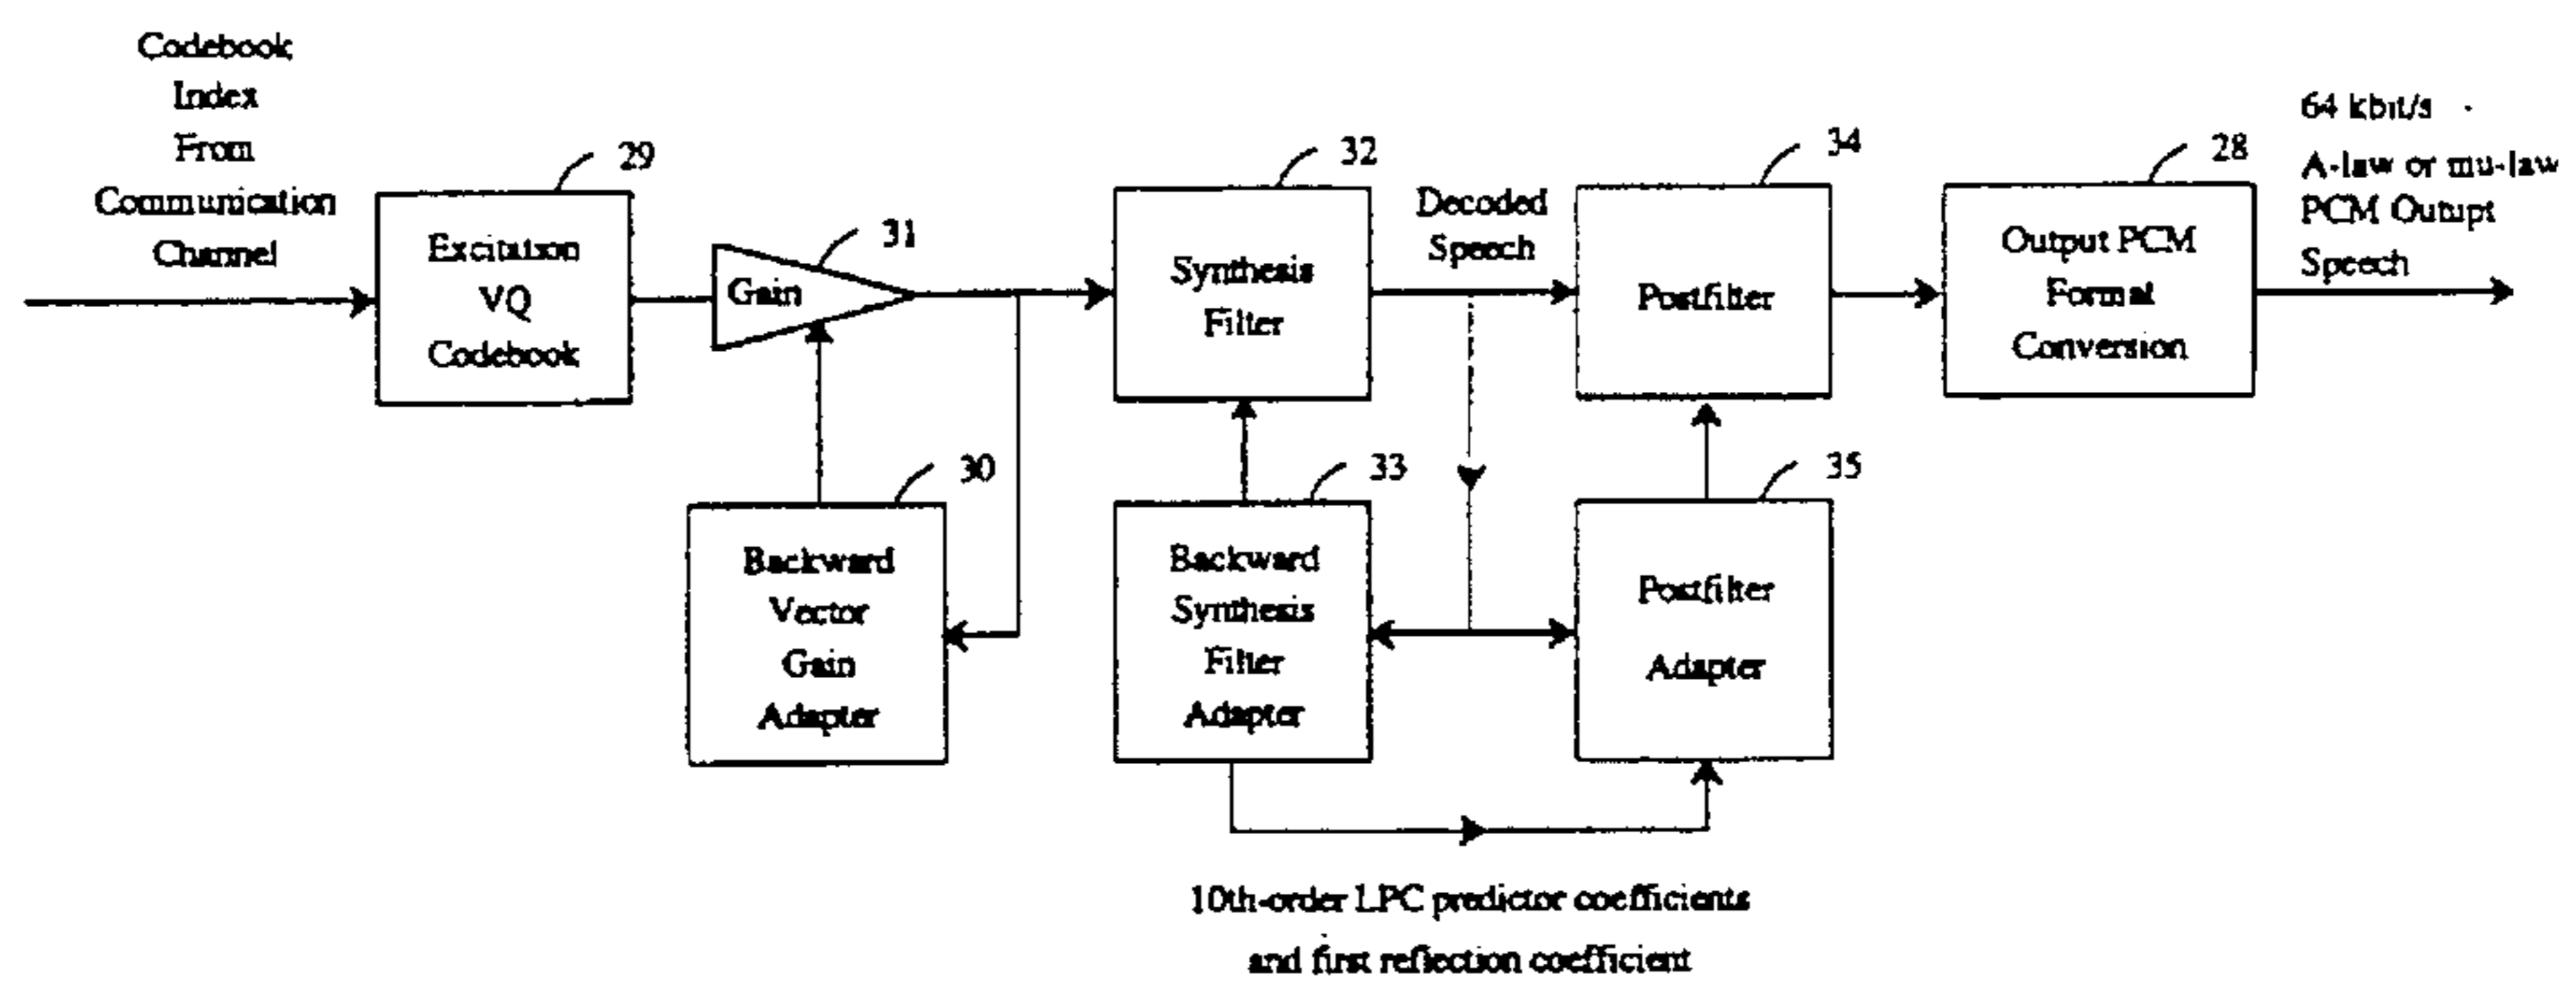 Codebook
Index
From
Communication
Channel
29
Excitation
VQ
Codebook
31
Gain
30
Backward
Vector
Gain
Adapter
32
Synthesis
Filter
33
Backward
Synthesis
Filter
Adapter
Decoded
Speech
34
Postfilter
35
Postfilter
Adapter
28
Output PCM
Format
Conversion
64 kbit/s
A-law or mu-law
PCM Outupt
Speech
10th-order LPC predictor coefficients
and first reflection coefficient